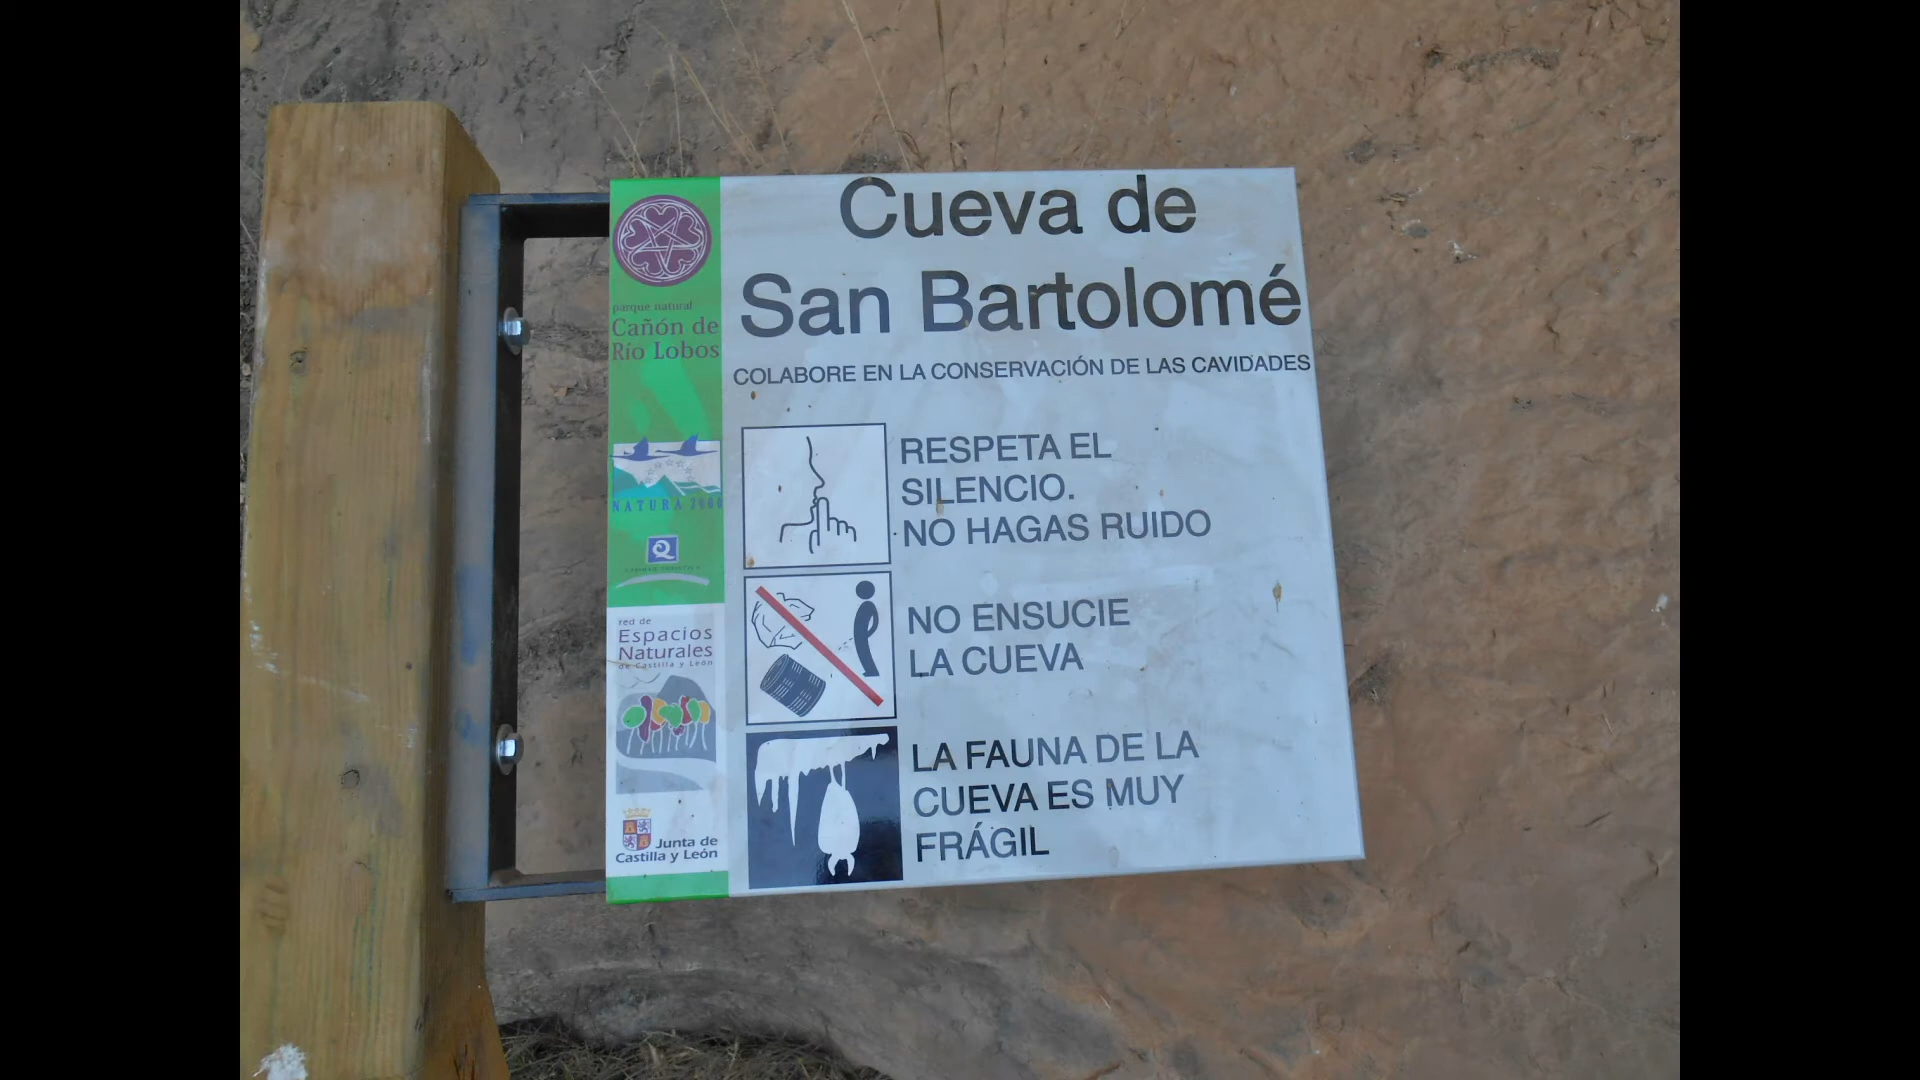 Cueva de
San Bartolomé
COLABORE EN LA CONSERVACIÓN DE LAS CAVIDADES
RESPETA EL
SILENCIO.
NO HAGAS RUIDO
NO ENSUCIE
LA CUEVA
LA FAUNA DE LA
CUEVA ES MUY
FRÁGIL
parque natural
Cañón de
Río Lobos
NATURA 2000
Q
red de
Espacios
Naturales
de Castilla y León
Junta de
Castilla y León